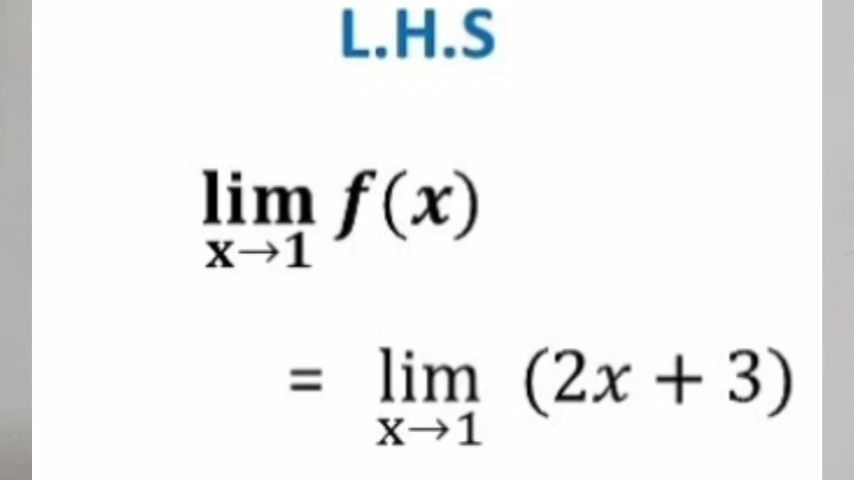 L.H.S
lim f(x)
x→1
= lim (2x + 3)
x→1